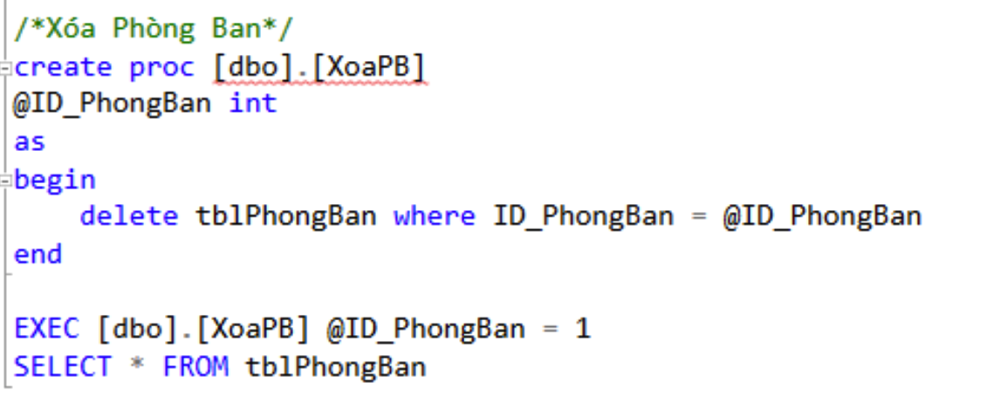 /*Xóa Phòng Ban*/
create proc [dbo].[XoaPB]
@ID_PhongBan int
as
begin
    delete tblPhongBan where ID_PhongBan = @ID_PhongBan
end

EXEC [dbo].[XoaPB] @ID_PhongBan = 1
SELECT * FROM tblPhongBan